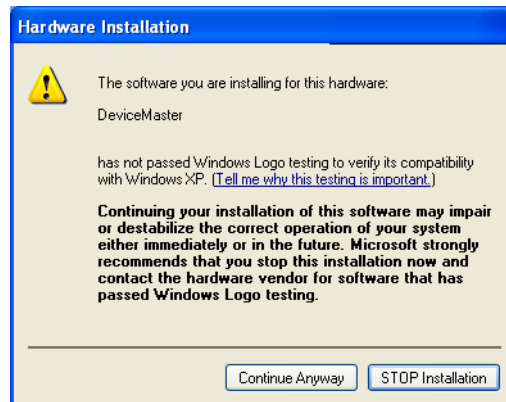 Hardware Installation
The software you are installing for this hardware:
DeviceMaster
has not passed Windows Logo testing to verify its compatibility
with Windows XP. (Tell me why this testing is important.)
Continuing your installation of this software may impair
or destabilize the correct operation of your system
either immediately or in the future. Microsoft strongly
recommends that you stop this installation now and
contact the hardware vendor for software that has
passed Windows Logo testing.
Continue Anyway STOP Installation